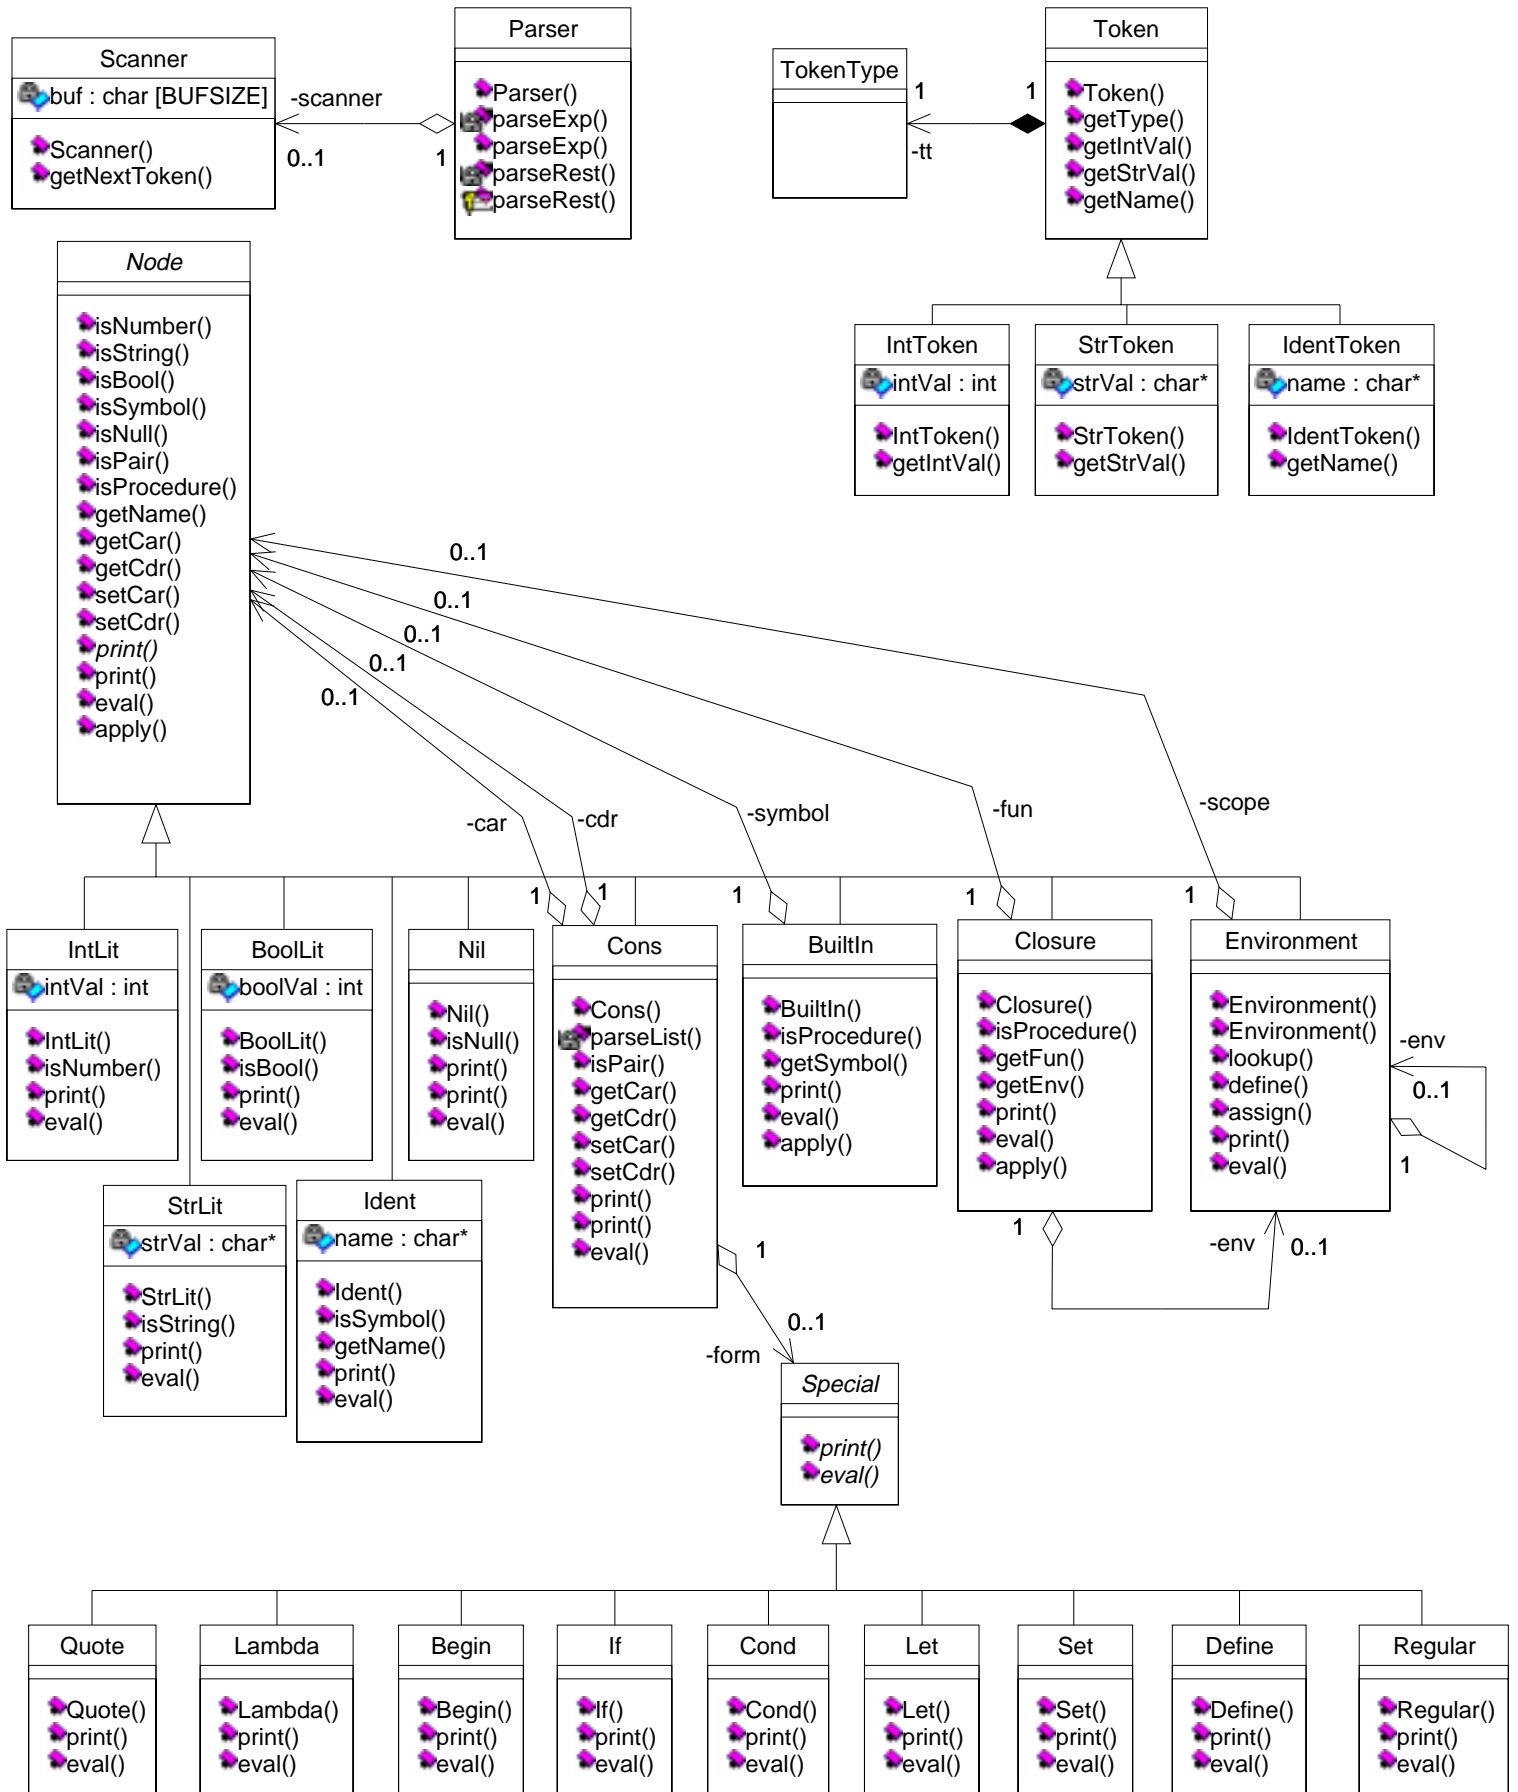 Scanner
buf : char [BUFSIZE]
Scanner()
getNextToken()
-scanner
0..1
1
Parser
Parser()
parseExp()
parseExp()
parseRest()
parseRest()
TokenType
1
-tt
1
Token
Token()
getType()
getIntVal()
getStrVal()
getName()
IntToken
intVal : int
IntToken()
getIntVal()
StrToken
strVal : char*
StrToken()
getStrVal()
IdentToken
name : char*
IdentToken()
getName()
Node
isNumber()
isString()
isBool()
isSymbol()
isNull()
isPair()
isProcedure()
getName()
getCar()
getCdr()
setCar()
setCdr()
print()
print()
eval()
apply()
0..1
0..1
0..1
0..1
0..1
-car
-cdr
-symbol
-fun
-scope
1
1
1
1
1
IntLit
intVal : int
IntLit()
isNumber()
print()
eval()
BoolLit
boolVal : int
BoolLit()
isBool()
print()
eval()
Nil
Nil()
isNull()
print()
print()
eval()
Cons
Cons()
parseList()
isPair()
getCar()
getCdr()
setCar()
setCdr()
print()
print()
eval()
BuiltIn
BuiltIn()
isProcedure()
getSymbol()
print()
eval()
apply()
Closure
Closure()
isProcedure()
getFun()
getEnv()
print()
eval()
apply()
Environment
Environment()
Environment()
lookup()
define()
assign()
print()
eval()
-env
0..1
1
StrLit
strVal : char*
StrLit()
isString()
print()
eval()
Ident
name : char*
Ident()
isSymbol()
getName()
print()
eval()
1
0..1
-form
1
-env
0..1
Special
print()
eval()
Quote
Quote()
print()
eval()
Lambda
Lambda()
print()
eval()
Begin
Begin()
print()
eval()
If
If()
print()
eval()
Cond
Cond()
print()
eval()
Let
Let()
print()
eval()
Set
Set()
print()
eval()
Define
Define()
print()
eval()
Regular
Regular()
print()
eval()